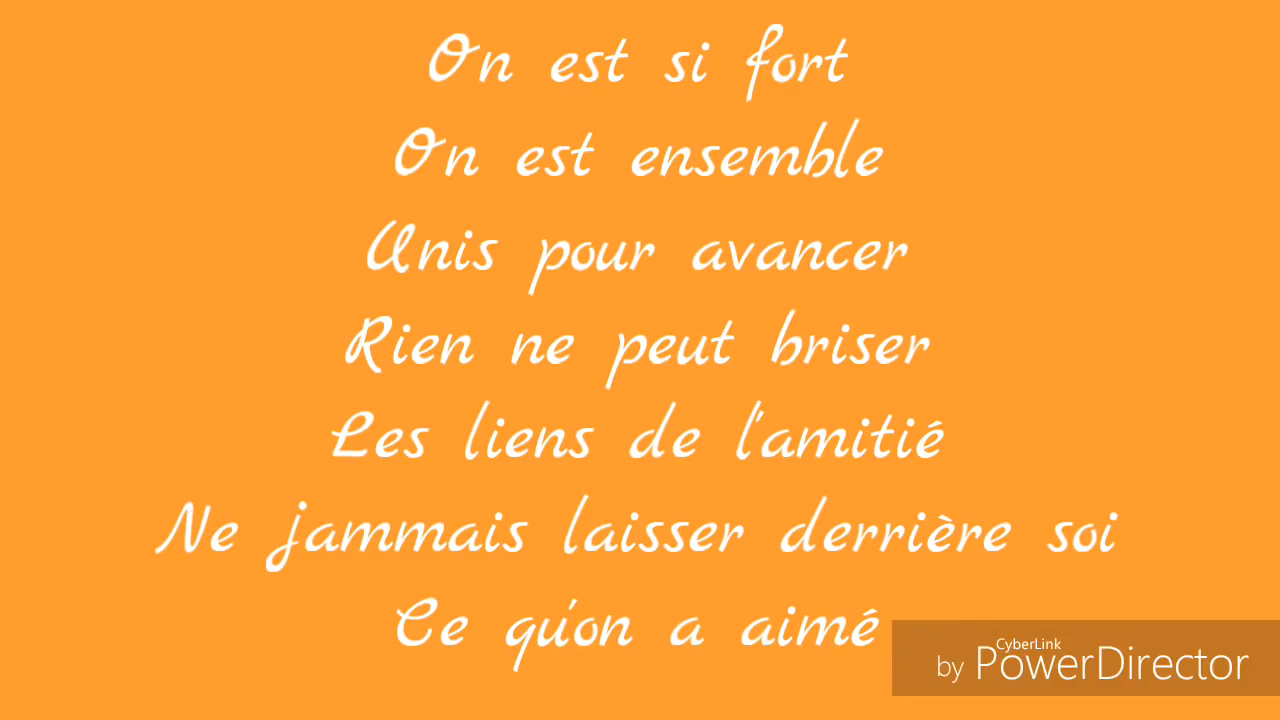 On est si fort
On est ensemble
Unis pour avancer
Rien ne peut briser
Les liens de l'amitié
Ne jammais laisser derrière soi
Ce qu'on a aimé
CyberLink
by PowerDirector